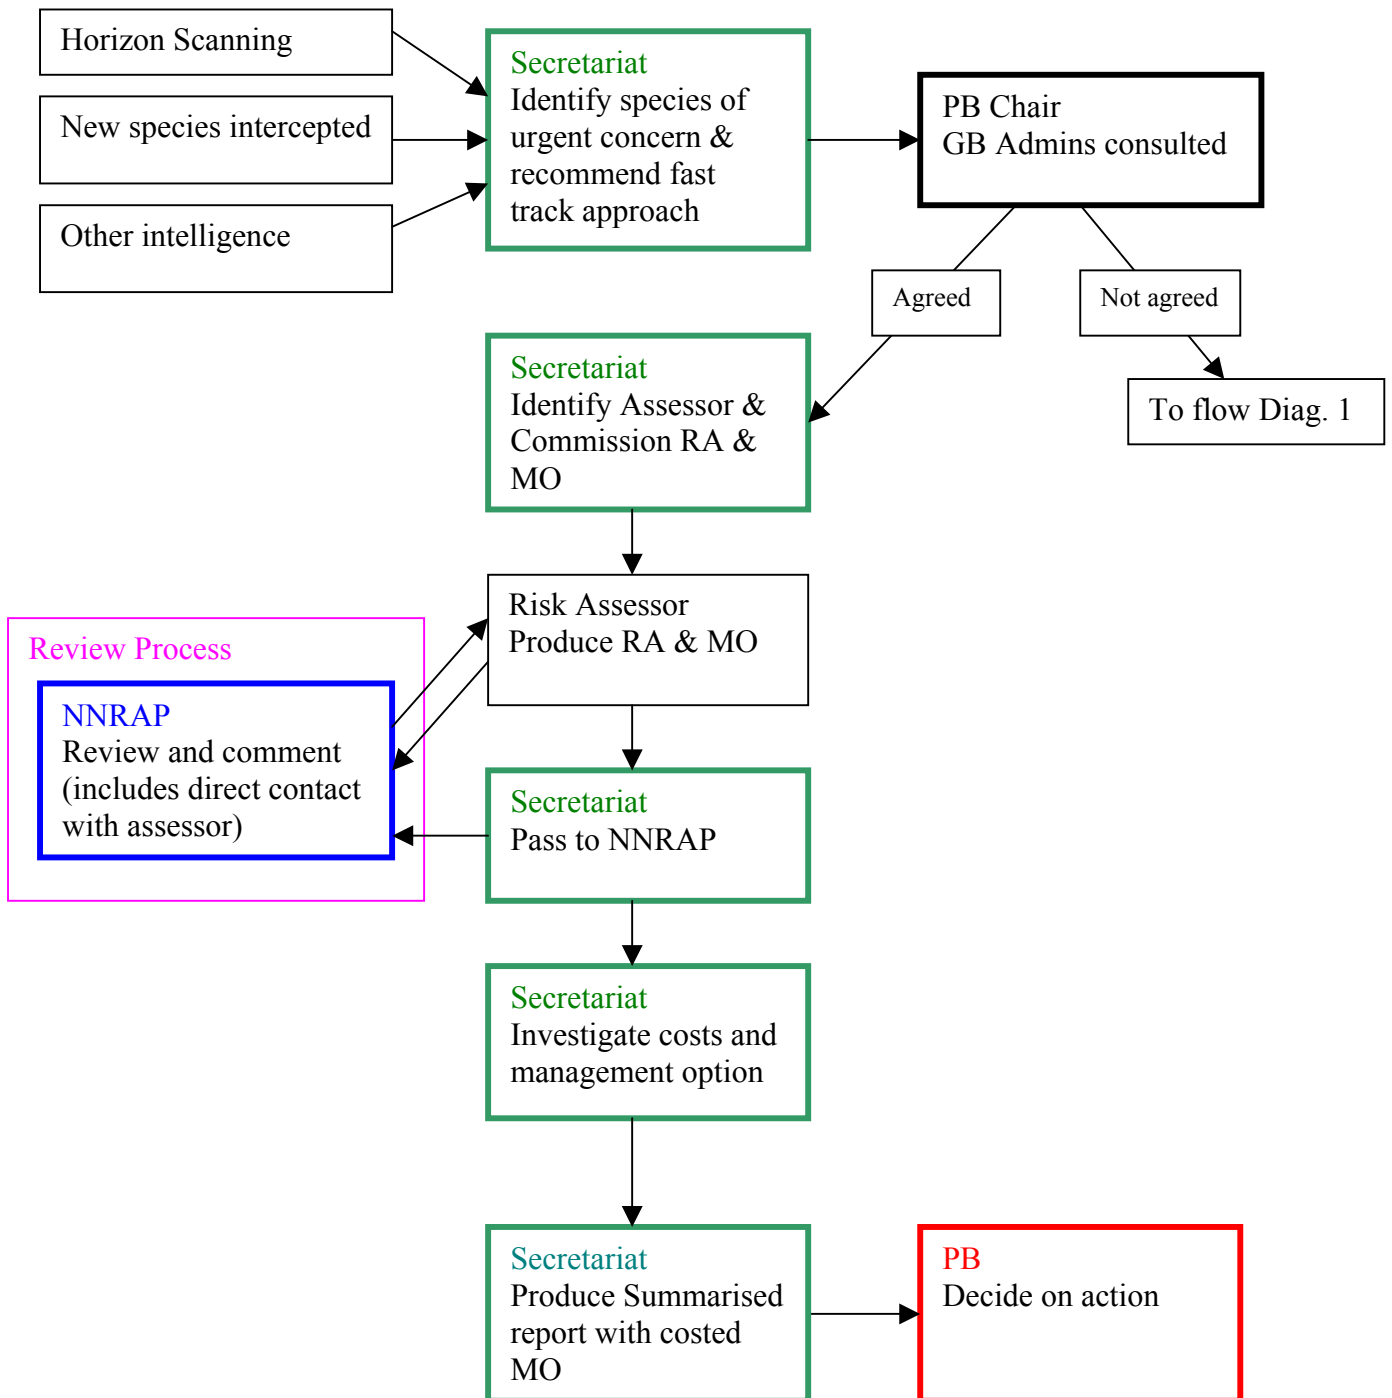 Horizon Scanning
New species intercepted
Other intelligence
Secretariat
Identify species of
urgent concern &
recommend fast
track approach
PB Chair
GB Admins consulted
Agreed
Not agreed
To flow Diag. 1
Secretariat
Identify Assessor &
Commission RA &
MO
Risk Assessor
Produce RA & MO
Review Process
NNRAP
Review and comment
(includes direct contact
with assessor)
Secretariat
Pass to NNRAP
Secretariat
Investigate costs and
management option
Secretariat
Produce Summarised
report with costed
MO
PB
Decide on action